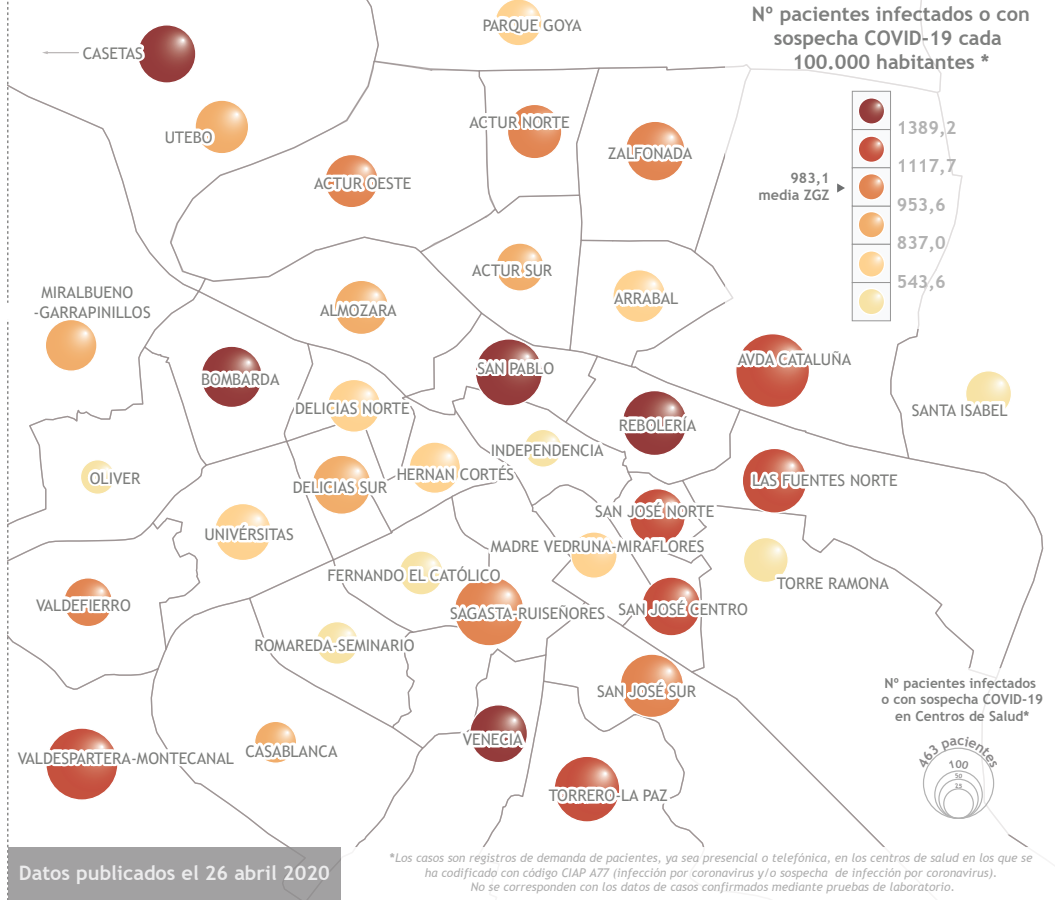 Nº pacientes infectados o con
sospecha COVID-19 cada
100.000 habitantes *
1389,2
1117,7
983,1
media ZGZ
953,6
837,0
543,6
PARQUE GOYA
CASETAS
UTEBO
ACTUR NORTE
ZALFONADA
ACTUR OESTE
ACTUR SUR
MIRALBUENO
-GARRAPINILLOS
ALMOZARA
ARRABAL
BOMBARDA
SAN PABLO
AVDA CATALUÑA
DELICIAS NORTE
REBOLERÍA
SANTA ISABEL
INDEPENDENCIA
OLIVER
DELICIAS SUR
HERNAN CORTÉS
LAS FUENTES NORTE
SAN JOSÉ NORTE
UNIVÉRSITAS
MADRE VEDRUNA-MIRAFLORES
FERNANDO EL CATÓLICO
TORRE RAMONA
VALDEFIERRO
SAGASTA-RUISEÑORES
SAN JOSÉ CENTRO
ROMAREDA-SEMINARIO
SAN JOSÉ SUR
VENECIA
CASABLANCA
VALDESPARTERA-MONTECANAL
TORRERO-LA PAZ
Nº pacientes infectados
o con sospecha COVID-19
en Centros de Salud*
463 pacientes
100
50
25
Datos publicados el 26 abril 2020
*Los casos son registros de demanda de pacientes, ya sea presencial o telefónica, en los centros de salud en los que se
ha codificado con código CIAP A77 (infección por coronavirus y/o sospecha de infección por coronavirus).
No se corresponden con los datos de casos confirmados mediante pruebas de laboratorio.